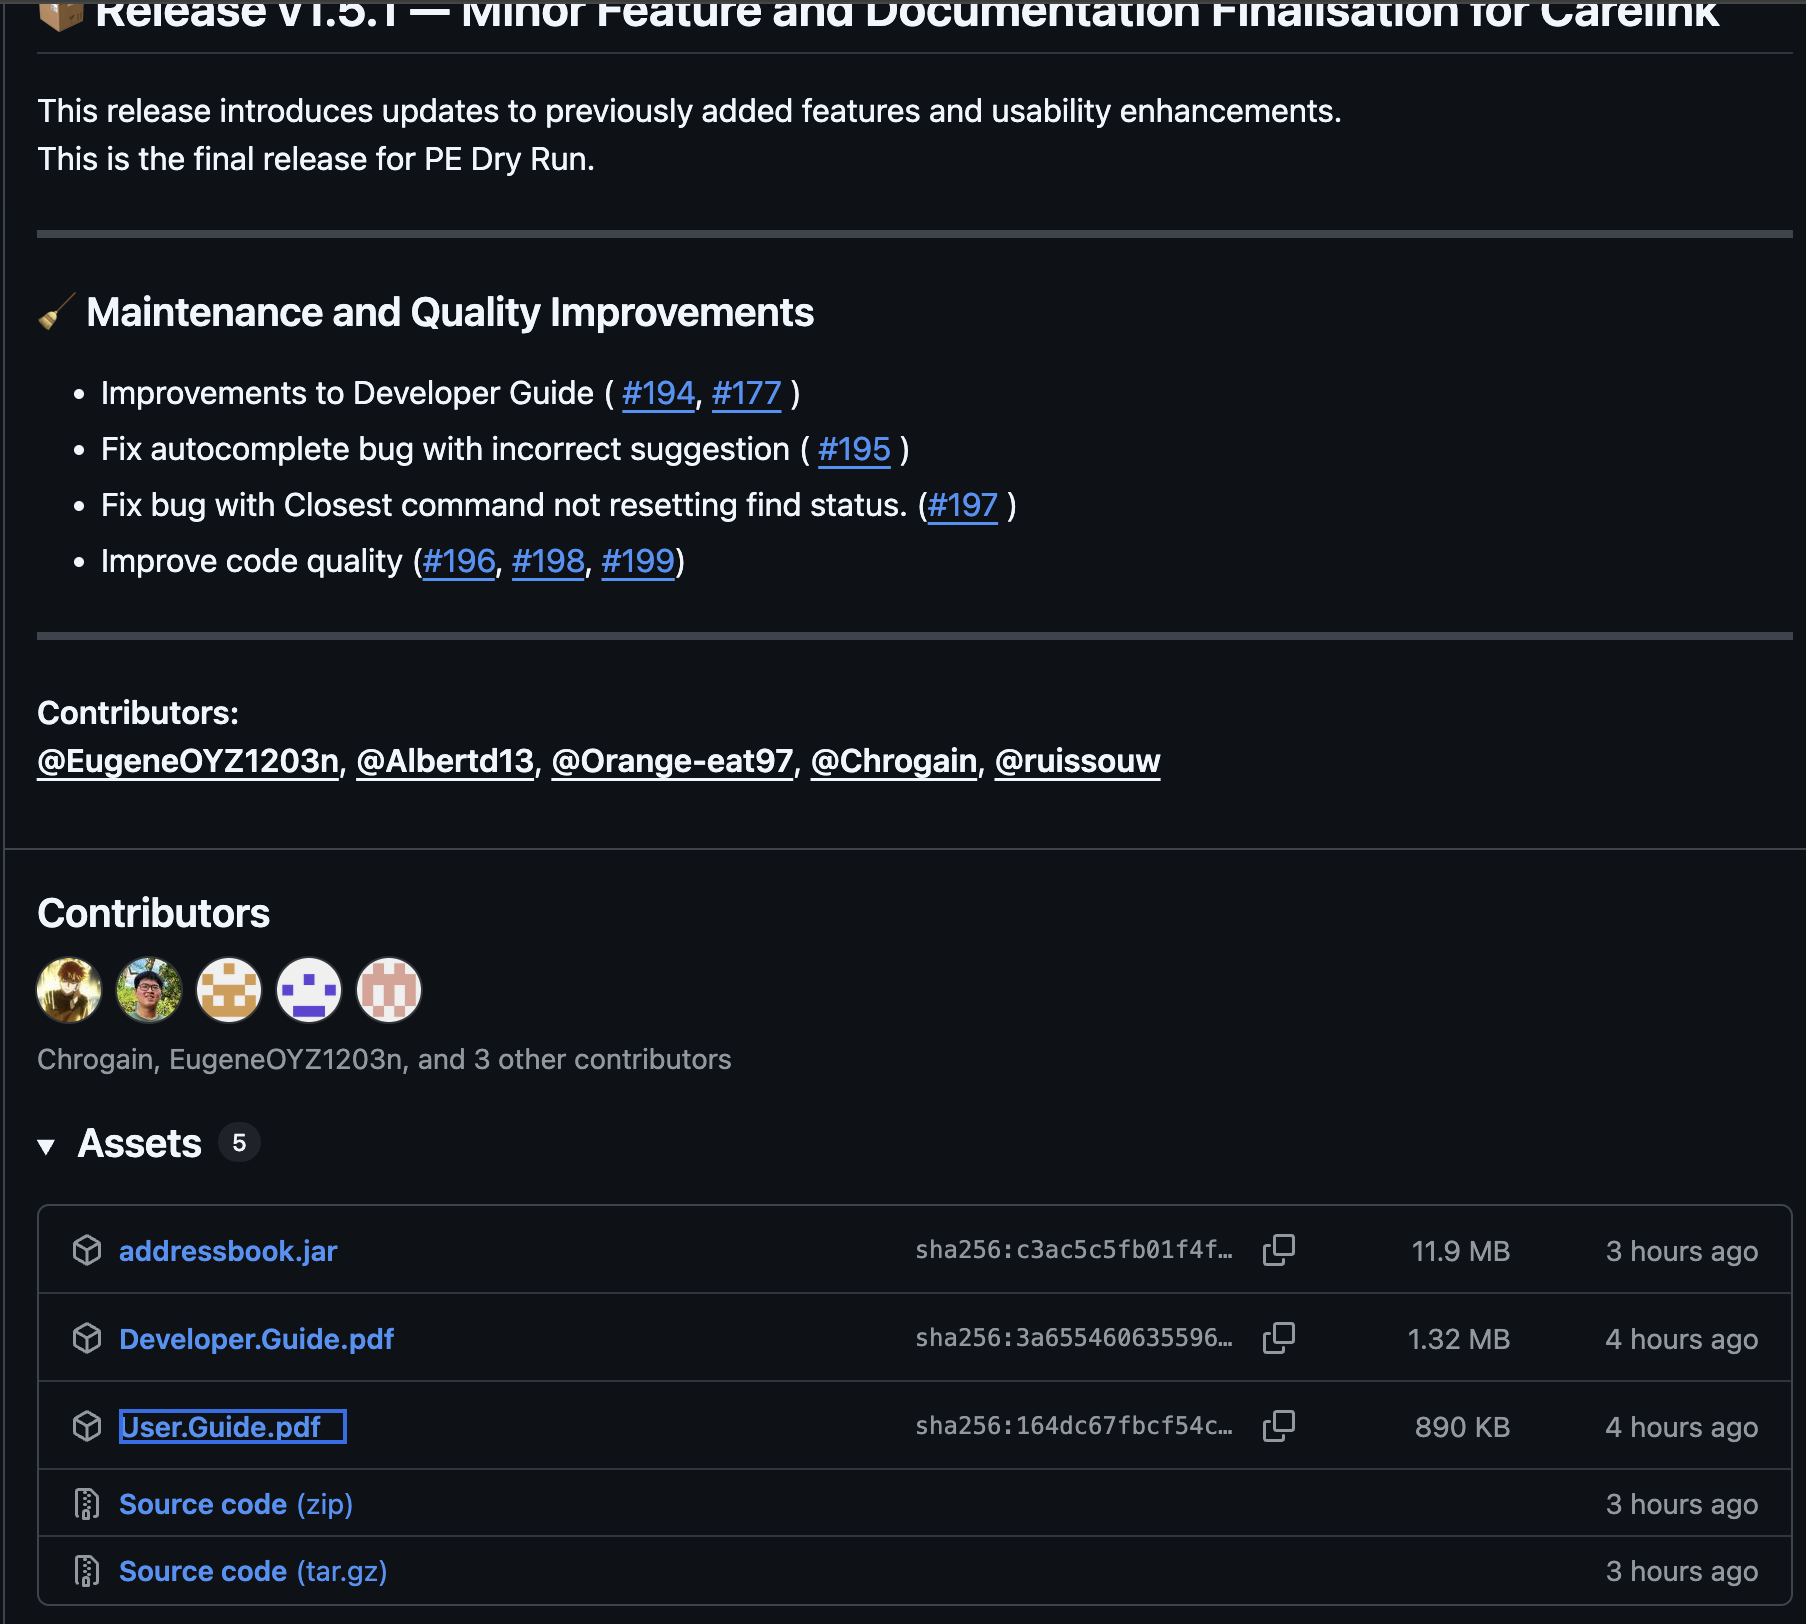 Release v1.5.1 — Minor Feature and Documentation Finalisation for Carelink
This release introduces updates to previously added features and usability enhancements.
This is the final release for PE Dry Run.
Maintenance and Quality Improvements
• Improvements to Developer Guide ( #194, #177 )
• Fix autocomplete bug with incorrect suggestion ( #195 )
• Fix bug with Closest command not resetting find status. (#197 )
• Improve code quality (#196, #198, #199)
Contributors:
@EugeneOYZ1203n, @Albertd13, @Orange-eat97, @Chrogain, @ruissouw
Contributors
Chrogain, EugeneOYZ1203n, and 3 other contributors
Assets 5
addressbook.jar sha256:c3ac5c5fb01f4f… 11.9 MB 3 hours ago
Developer.Guide.pdf sha256:3a655460635596… 1.32 MB 4 hours ago
User.Guide.pdf sha256:164dc67fbcf54c… 890 KB 4 hours ago
Source code (zip) 3 hours ago
Source code (tar.gz) 3 hours ago